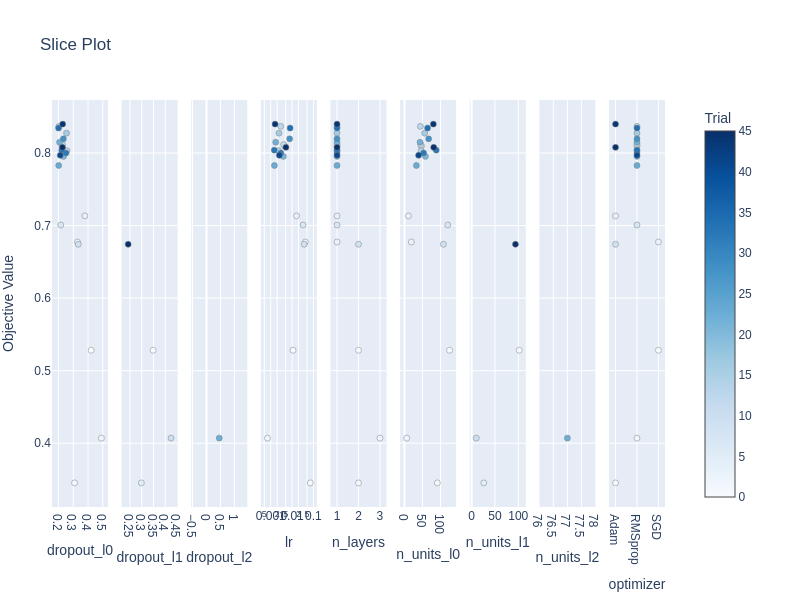 Slice Plot
Trial
Objective Value
0.8
0.7
0.6
0.5
0.4
0.2
0.3
0.4
0.5
dropout_l0
0.25
0.3
0.35
0.4
0.45
dropout_l1
−0.5
0
0.5
1
dropout_l2
0.1
lr
1
2
3
n_layers
0
50
100
n_units_l0
0
50
100
n_units_l1
76
76.5
77
77.5
78
n_units_l2
Adam
RMSprop
SGD
optimizer
45
40
35
30
25
20
15
10
5
0